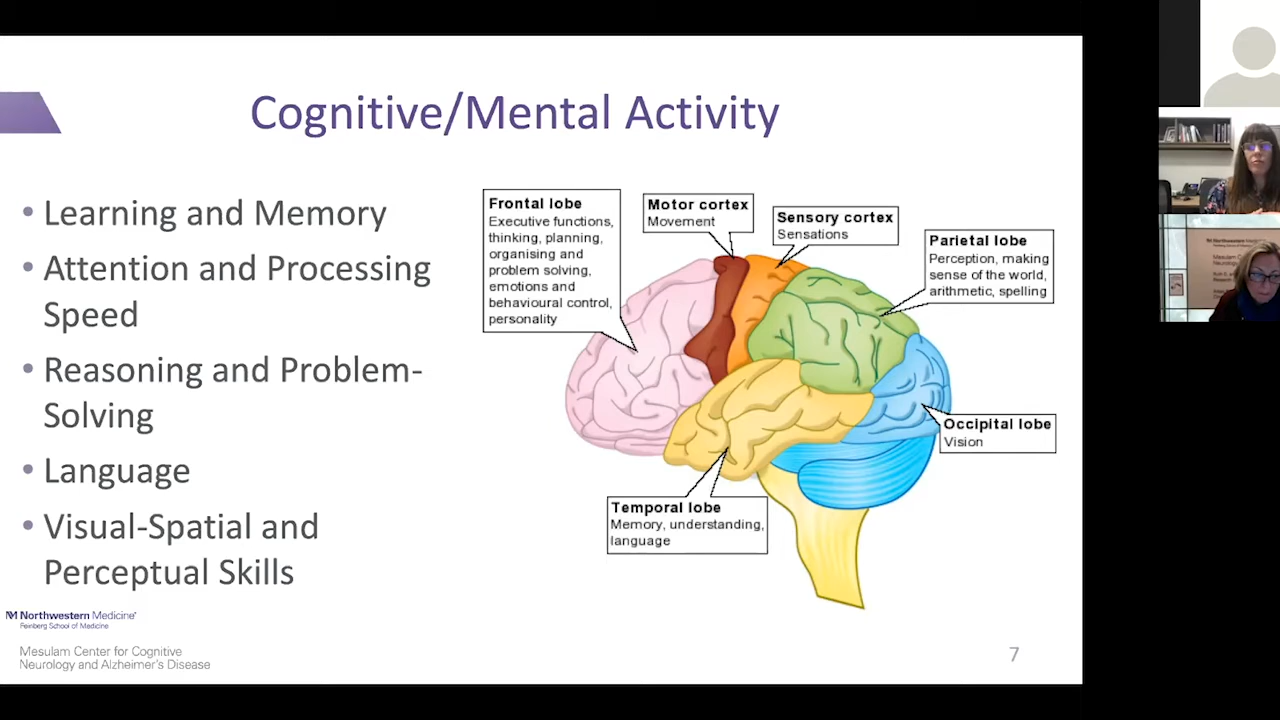 Cognitive/Mental Activity
• Learning and Memory
• Attention and Processing
Speed
• Reasoning and Problem-
Solving
• Language
• Visual-Spatial and
Perceptual Skills
Frontal lobe
Executive functions,
thinking, planning,
organising and
problem solving,
emotions and
behavioural control,
personality
Motor cortex
Movement
Sensory cortex
Sensations
Parietal lobe
Perception, making
sense of the world,
arithmetic, spelling
Occipital lobe
Vision
Temporal lobe
Memory, understanding,
language
M Northwestern Medicine®
Feinberg School of Medicine
Mesulam Center for Cognitive
Neurology and Alzheimer's Disease
7